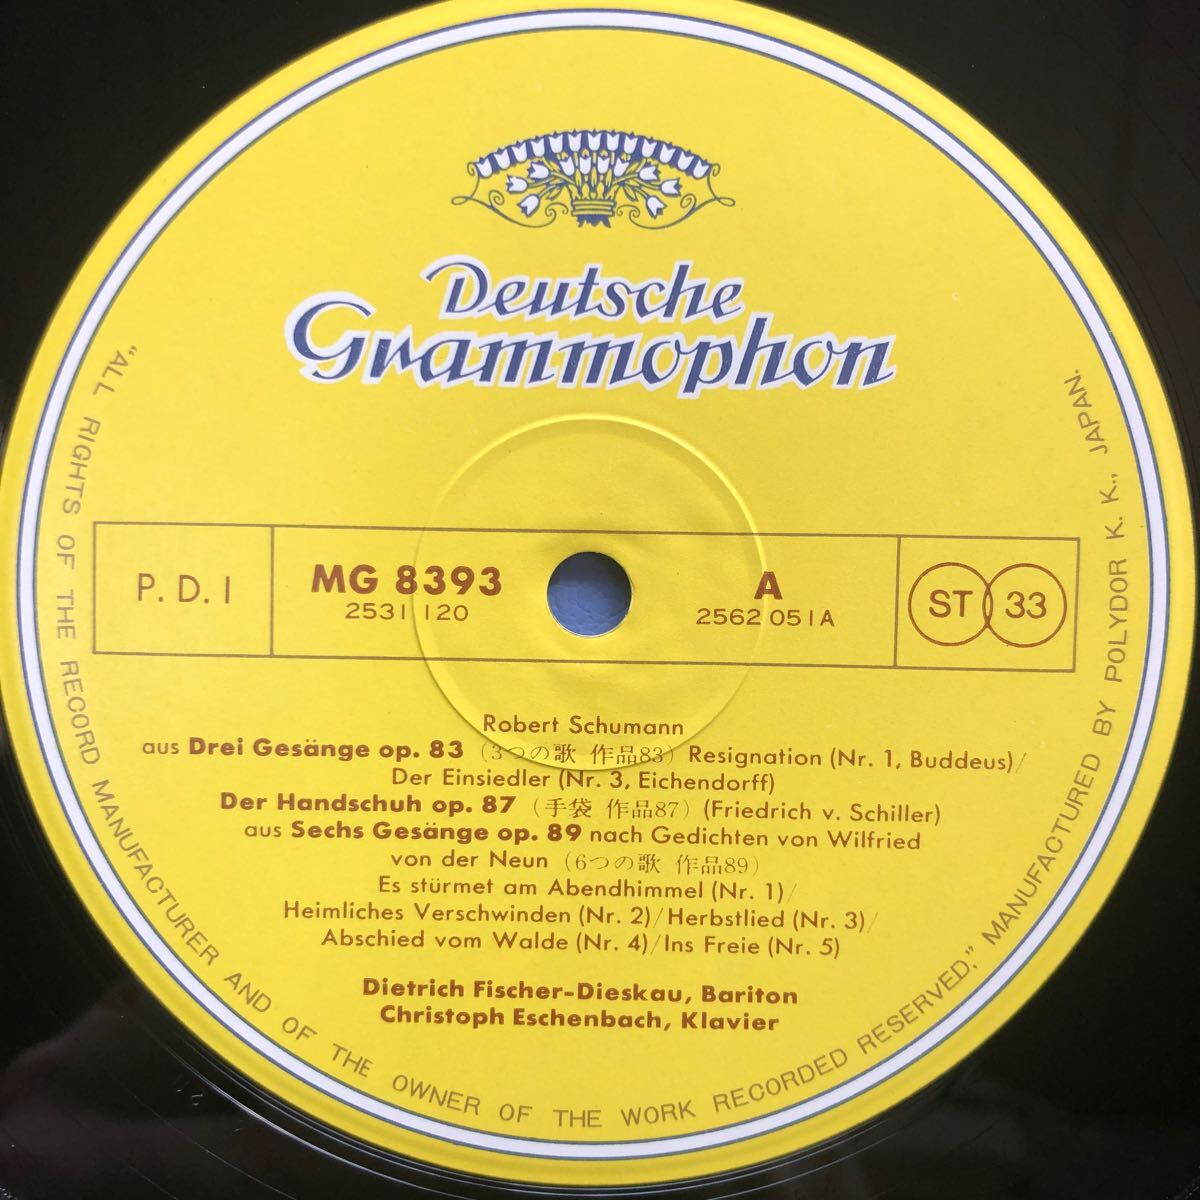 Deutsche
Grammophon
P. D. I
MG 8393
2531 120
A
2562 051A
ST 33
Robert Schumann
aus Drei Gesänge op. 83 (3つの歌 作品83) Resignation (Nr. 1, Buddeus)/
Der Einsiedler (Nr. 3, Eichendorff)
Der Handschuh op. 87 (手袋 作品87) (Friedrich v. Schiller)
aus Sechs Gesänge op. 89 nach Gedichten von Wilfried
von der Neun (6つの歌 作品89)
Es stürmet am Abendhimmel (Nr. 1)/
Heimliches Verschwinden (Nr. 2)/Herbstlied (Nr. 3)/
Abschied vom Walde (Nr. 4)/Ins Freie (Nr. 5)
Dietrich Fischer-Dieskau, Bariton
Christoph Eschenbach, Klavier
"ALL RIGHTS OF THE RECORD MANUFACTURER AND OF THE OWNER OF THE WORK RECORDED RESERVED." MANUFACTURED BY POLYDOR K. K., JAPAN.